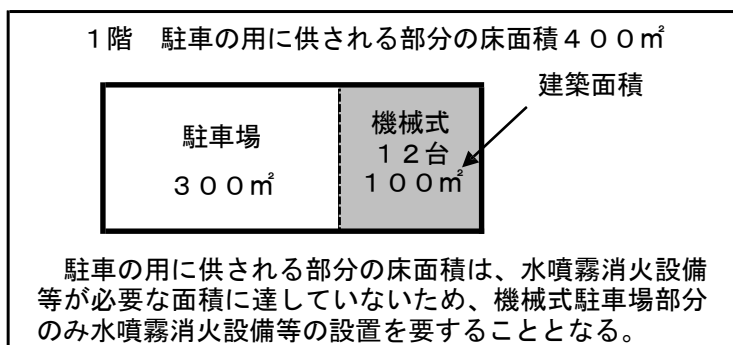 1階 駐車の用に供される部分の床面積400㎡
建築面積
駐車場
300㎡
機械式
12台
100㎡
駐車の用に供される部分の床面積は、水噴霧消火設備
等が必要な面積に達していないため、機械式駐車場部分
のみ水噴霧消火設備等の設置を要することとなる。